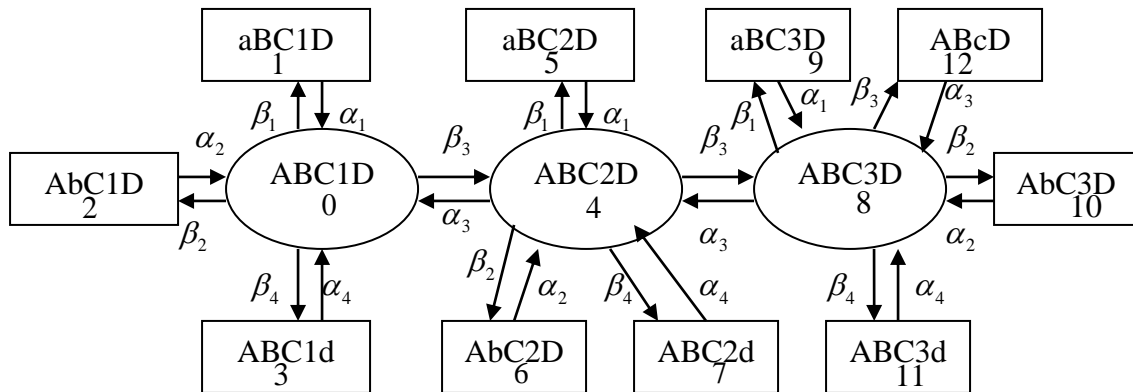 aBC1D
1
aBC2D
5
aBC3D
9
ABcD
12
β₁
α₁
β₁
α₁
β₁
α₁
β₃
α₃
α₂
β₃
β₃
β₂
AbC1D
2
ABC1D
0
ABC2D
4
ABC3D
8
AbC3D
10
β₂
α₃
α₃
α₂
β₄
α₄
β₂
α₂
β₄
α₄
β₄
α₄
ABC1d
3
AbC2D
6
ABC2d
7
ABC3d
11